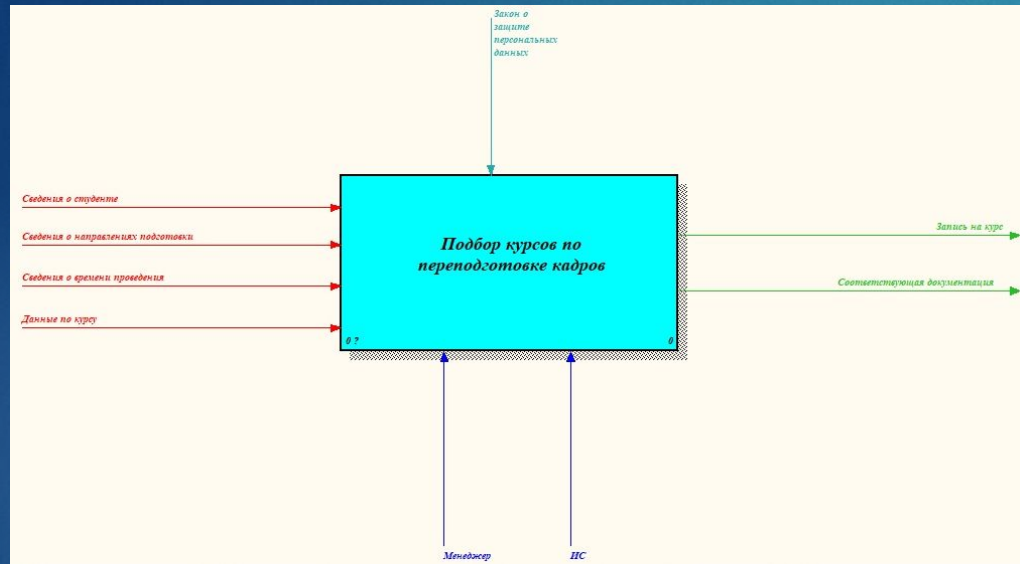 Закон о
защите
персональных
данных
Сведения о студенте
Сведения о направлениях подготовки
Сведения о времени проведения
Данные по курсу
Подбор курсов по
переподготовке кадров
0 ?
0
Запись на курс
Соответствующая документация
Менеджер
ИС